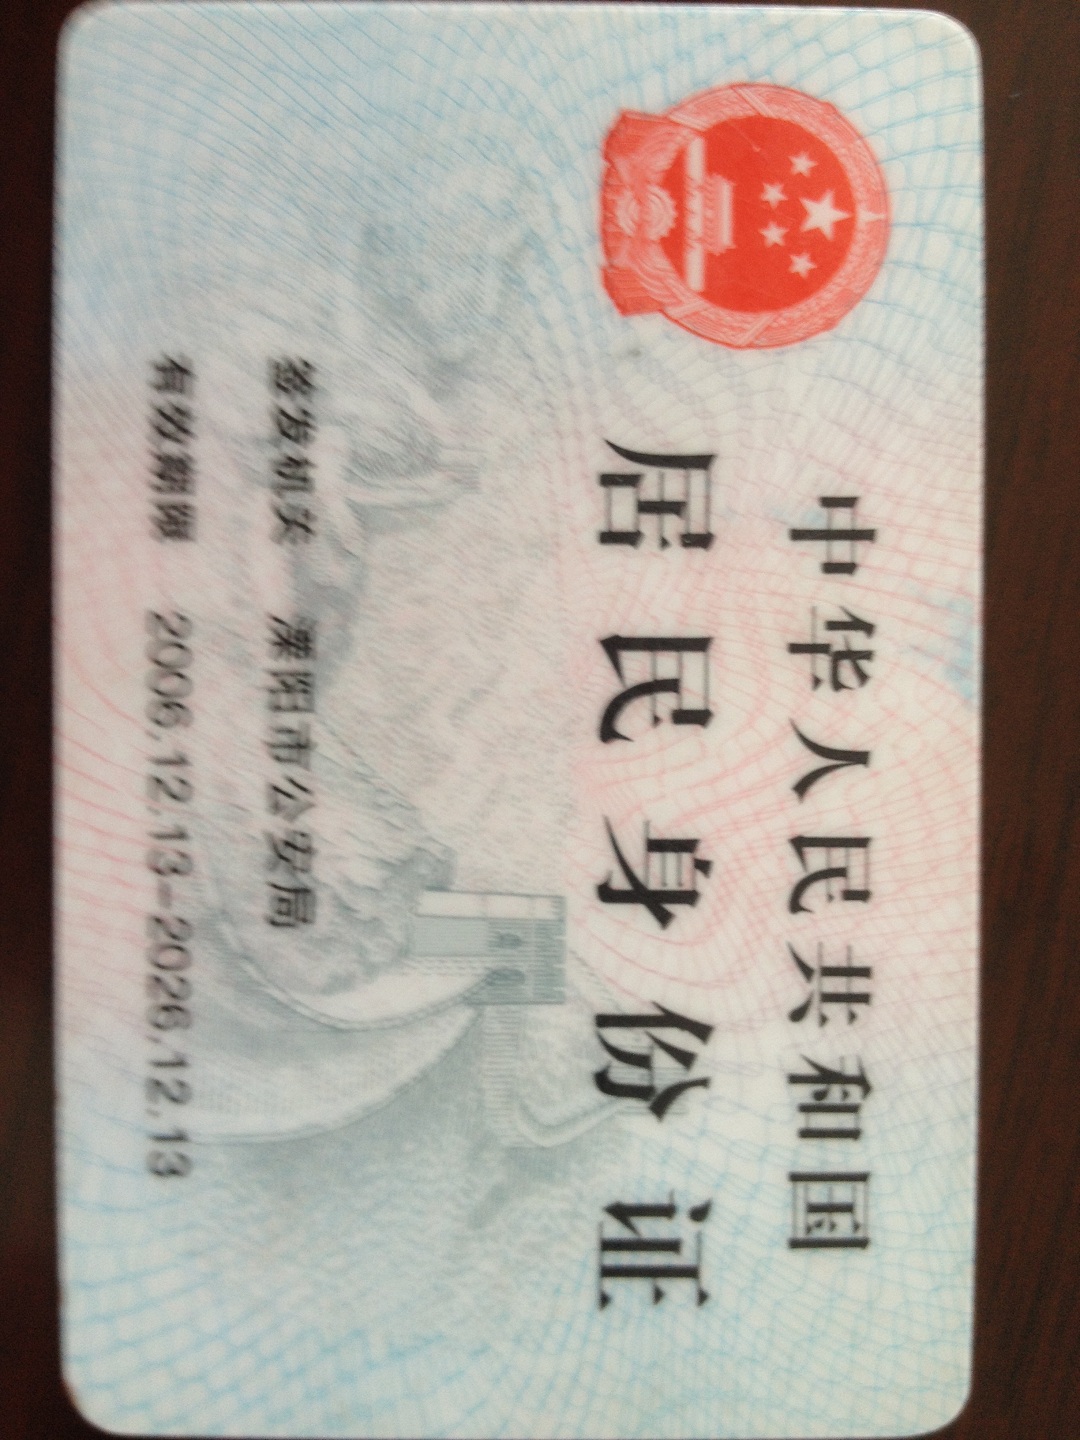 中华人民共和国
居民身份证
签发机关 溧阳市公安局
有效期限 2006.12.13-2026.12.13